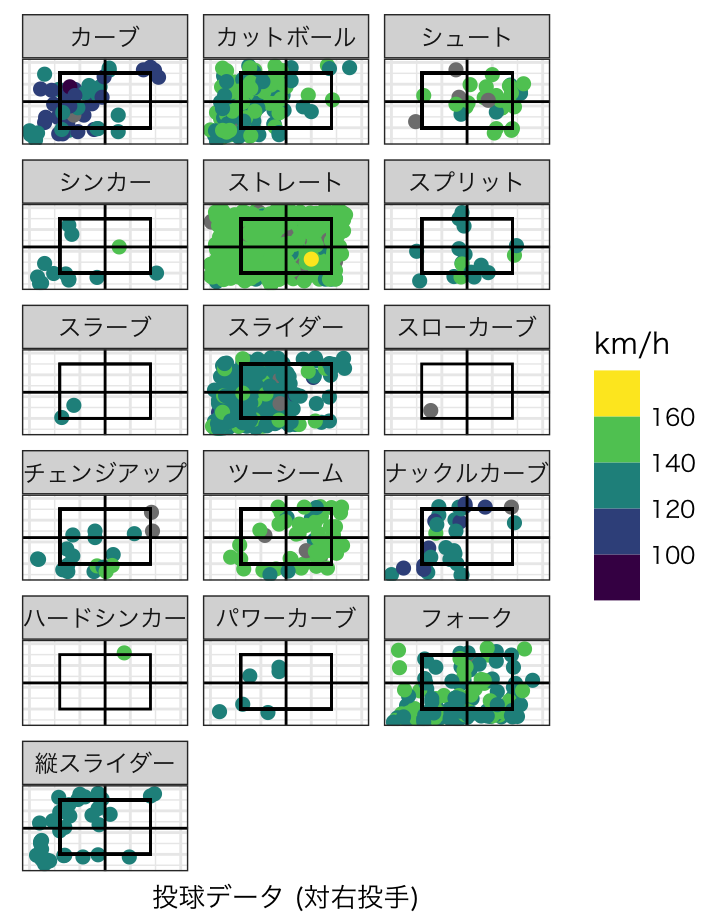 カーブ
カットボール
シュート
シンカー
ストレート
スプリット
スラーブ
スライダー
スローカーブ
チェンジアップ
ツーシーム
ナックルカーブ
ハードシンカー
パワーカーブ
フォーク
縦スライダー
km/h
160
140
120
100
投球データ (対右投手)